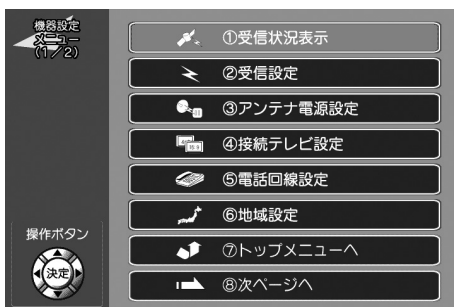 機器設定
メニュー
(1/2)
①受信状況表示
②受信設定
③アンテナ電源設定
④接続テレビ設定
16:9
⑤電話回線設定
⑥地域設定
⑦トップメニューへ
⑧次ページへ
操作ボタン
決定